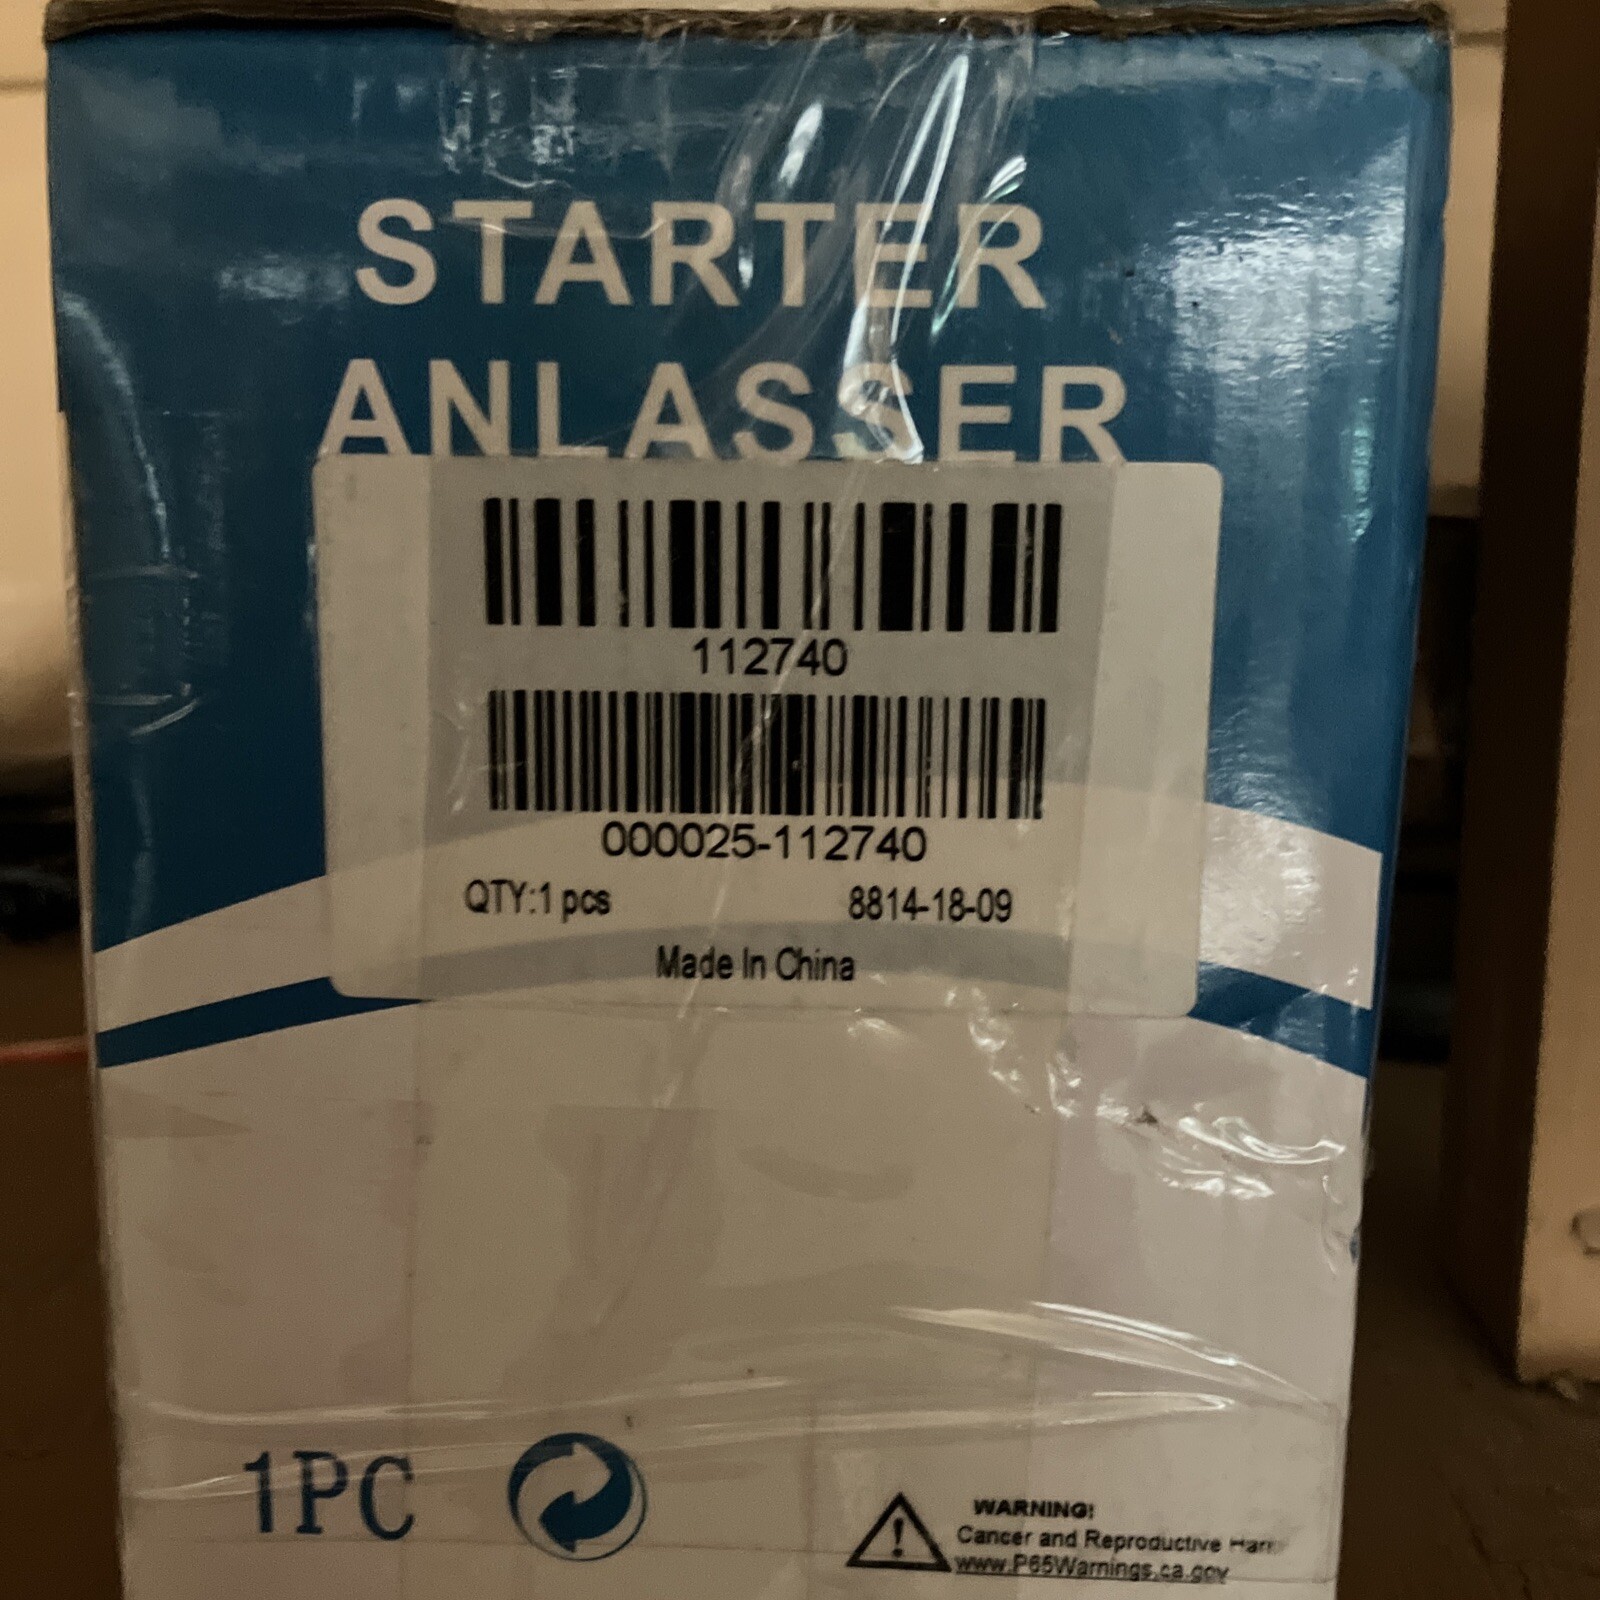 STARTER
ANLASSER
112740
000025-112740
QTY:1 pcs 8814-18-09
Made In China
1PC
WARNING!
Cancer and Reproductive Harm
www.P65Warnings.ca.gov